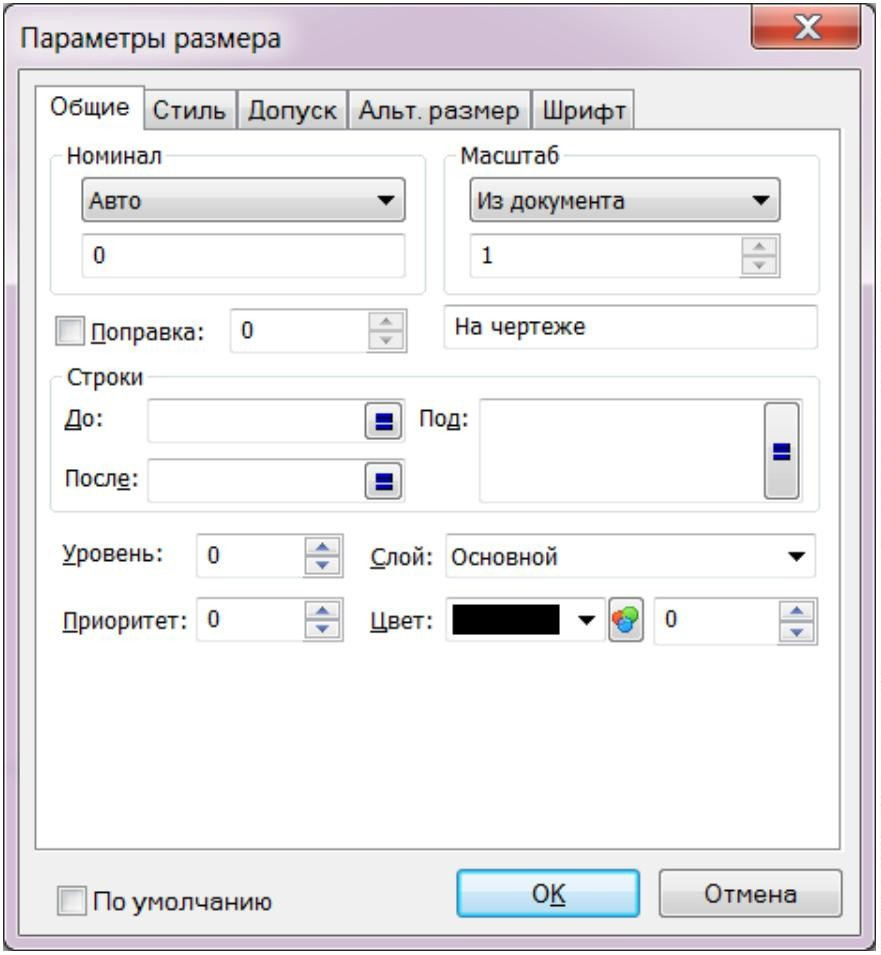 Параметры размера
Общие Стиль Допуск Альт. размер Шрифт
Номинал Масштаб
Авто Из документа
0 1
Поправка: 0 На чертеже
Строки
До: Под:
После:
Уровень: 0 Слой: Основной
Приоритет: 0 Цвет: 0
По умолчанию OK Отмена